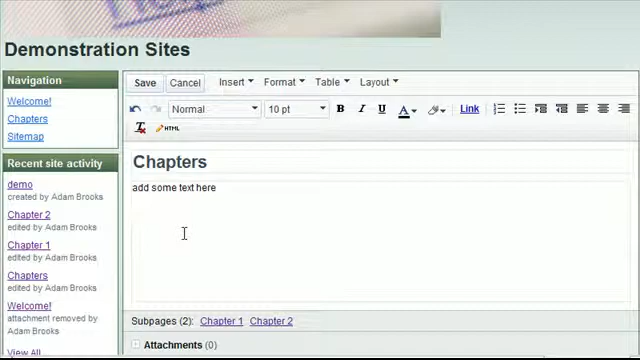 Demonstration Sites
Navigation
Welcome!
Chapters
Sitemap
Recent site activity
demo
created by Adam Brooks
Chapter 2
edited by Adam Brooks
Chapter 1
edited by Adam Brooks
Chapters
edited by Adam Brooks
Welcome!
attachment removed by
Adam Brooks
View All
Save Cancel Insert Format Table Layout
Normal 10 pt B I U A Link
T HTML
Chapters
add some text here
Subpages (2): Chapter 1 Chapter 2
Attachments (0)